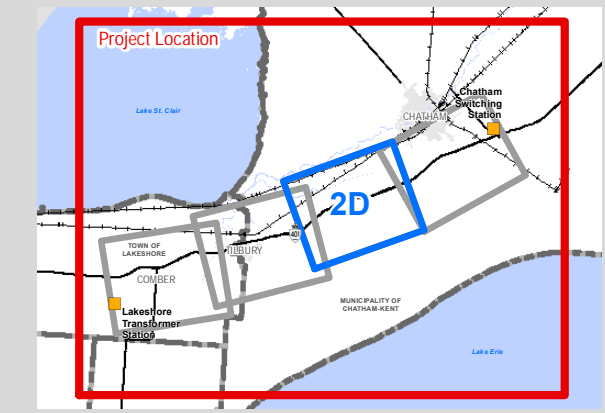 Project Location
Lake St. Clair
Chatham
Switching
Station
CHATHAM
2D
401
TOWN OF
LAKESHORE
TILBURY
COMBER
MUNICIPALITY OF
CHATHAM-KENT
Lakeshore
Transformer
Station
Lake Erie